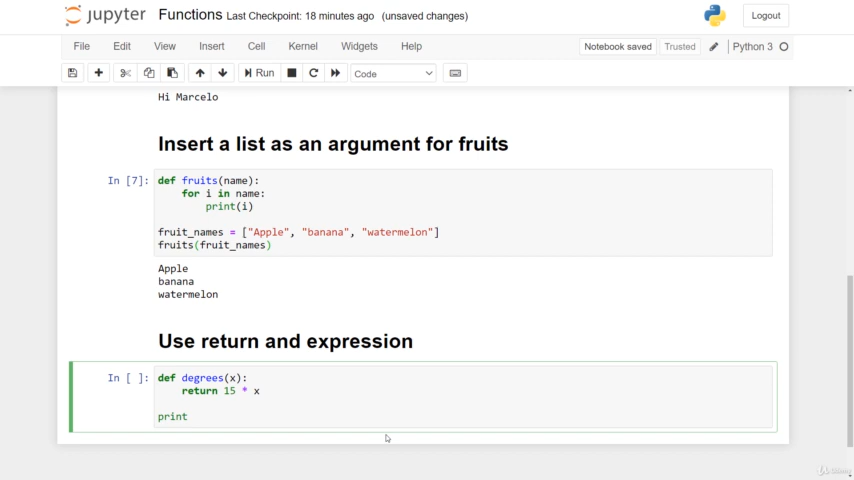 jupyter Functions Last Checkpoint: 18 minutes ago (unsaved changes)
Logout
File Edit View Insert Cell Kernel Widgets Help Notebook saved Trusted Python 3
Run Code
Hi Marcelo
Insert a list as an argument for fruits
In [7]: def fruits(name):
for i in name:
print(i)
fruit_names = ["Apple", "banana", "watermelon"]
fruits(fruit_names)
Apple
banana
watermelon
Use return and expression
In [ ]: def degrees(x):
return 15 * x
print
Udemy